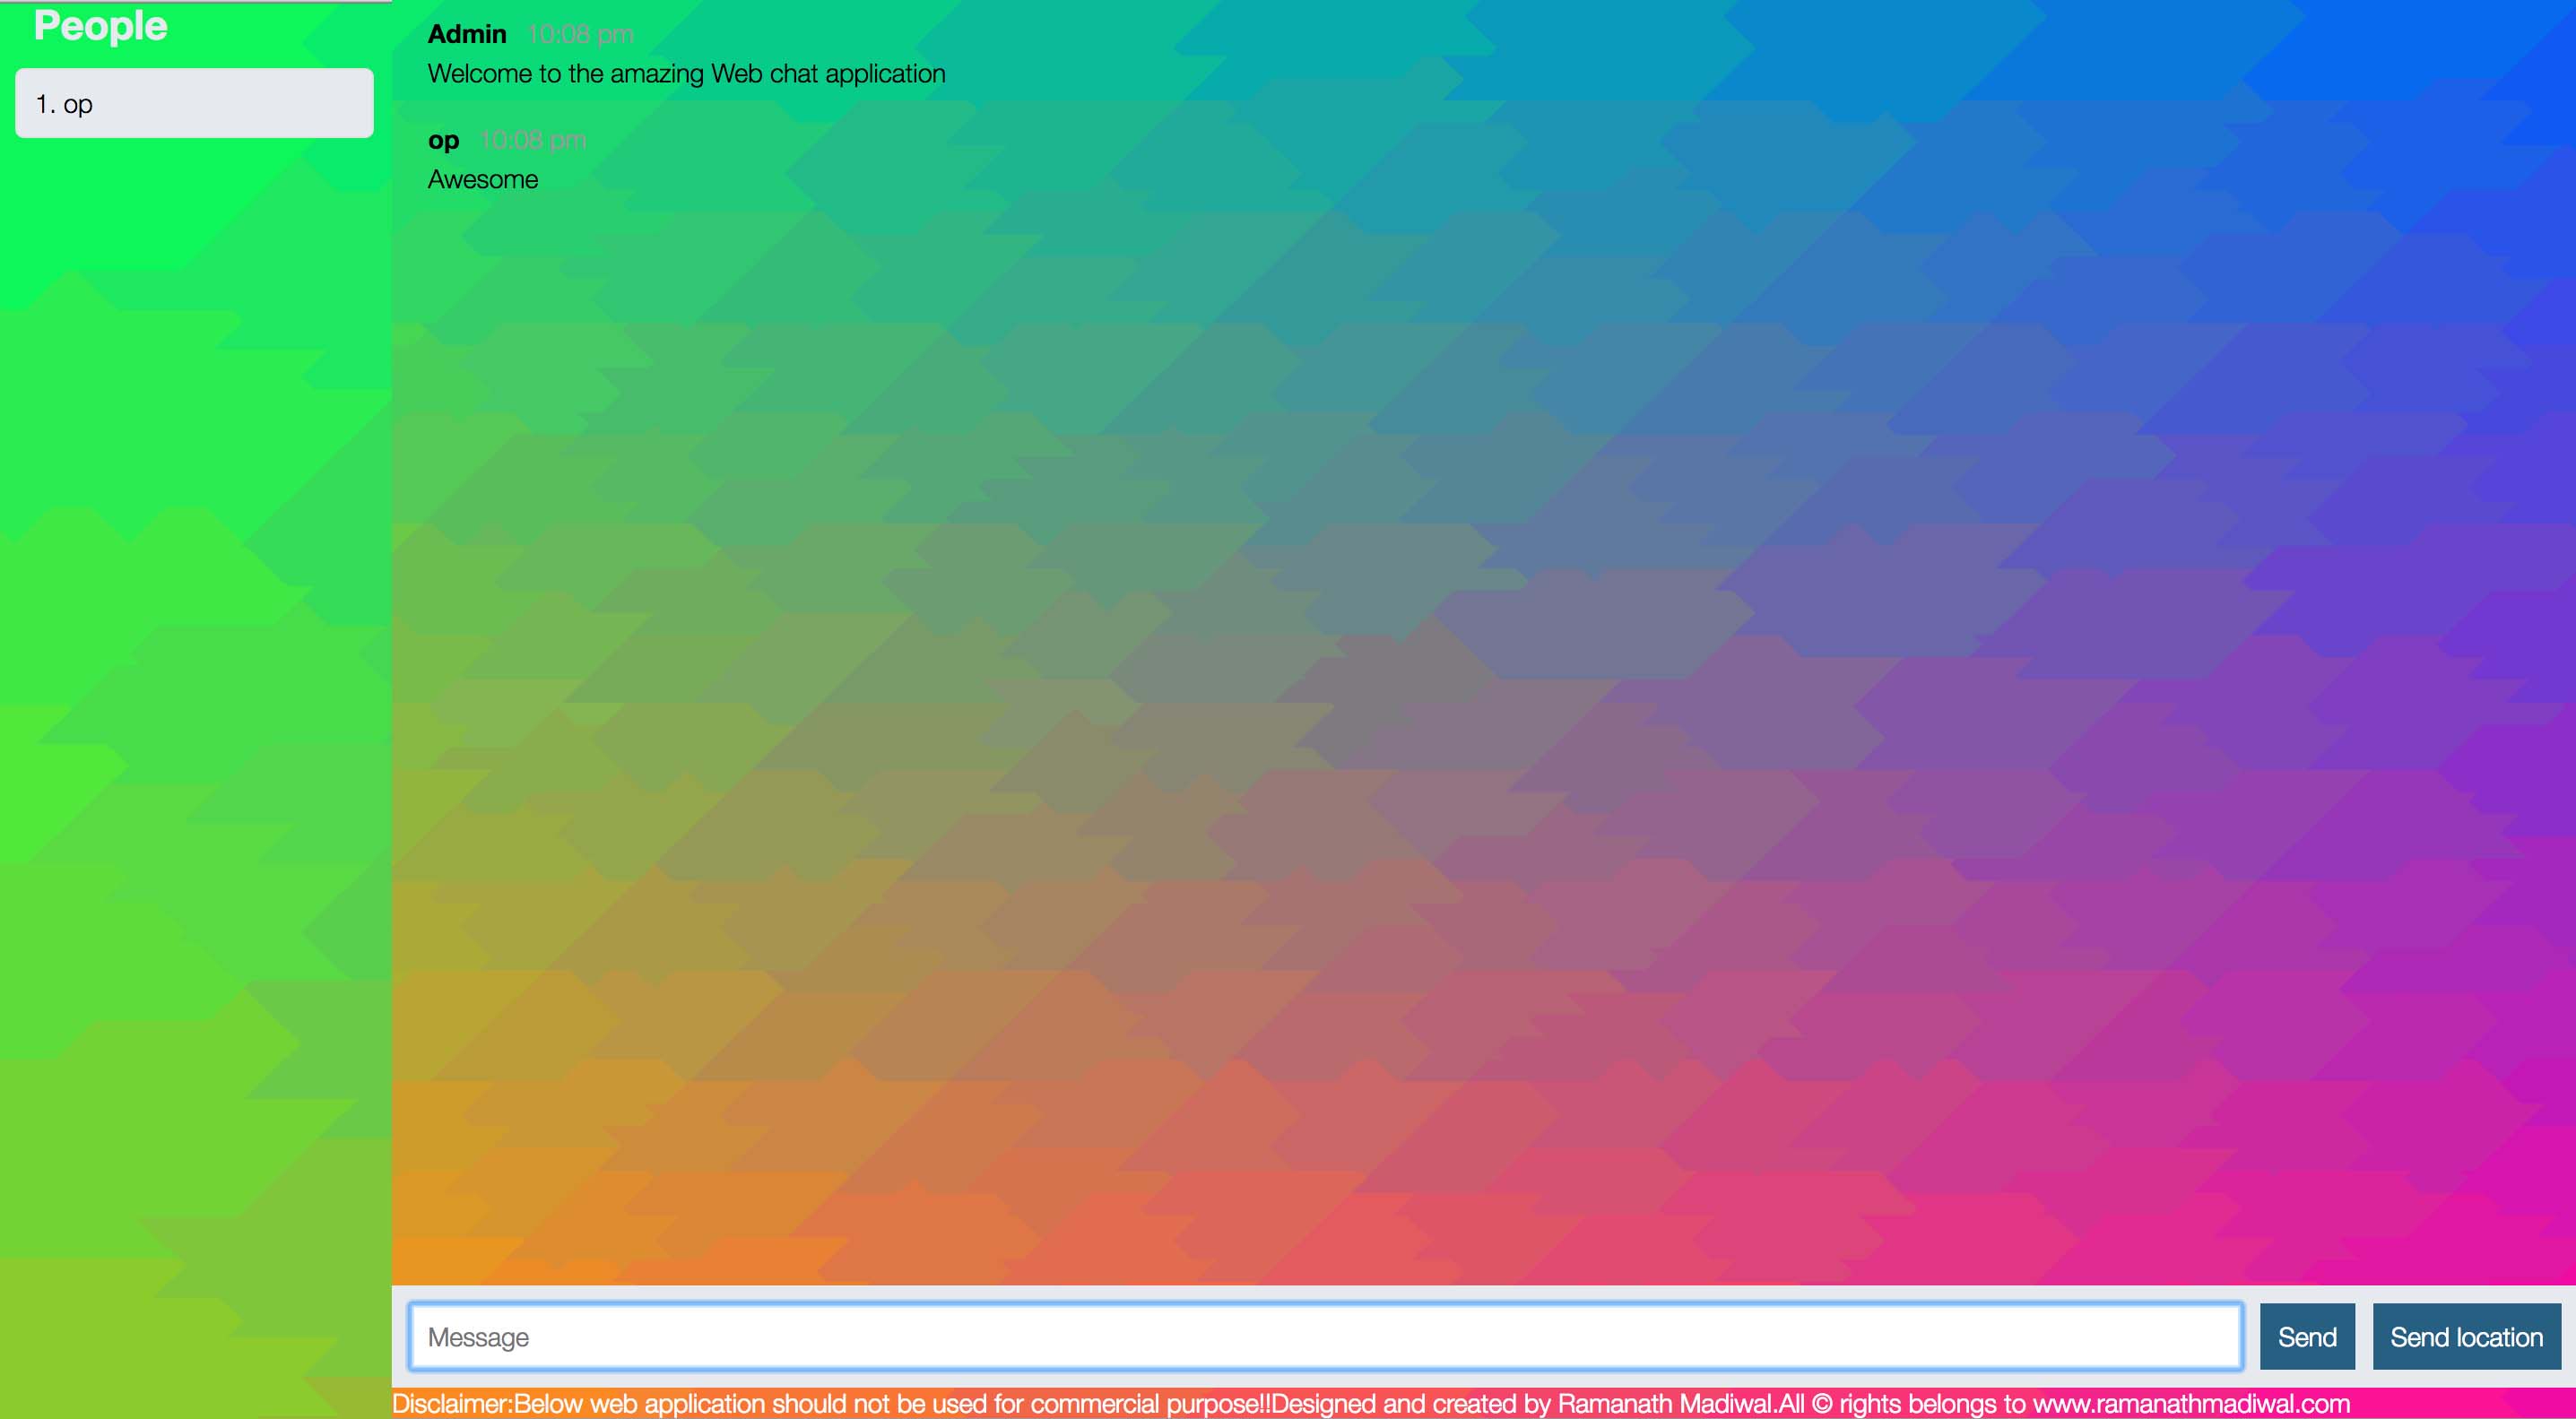 People
1. op
Admin 10:08 pm
Welcome to the amazing Web chat application
op 10:08 pm
Awesome
Message
Send
Send location
Disclaimer:Below web application should not be used for commercial purpose!!Designed and created by Ramanath Madiwal.All © rights belongs to www.ramanathmadiwal.com